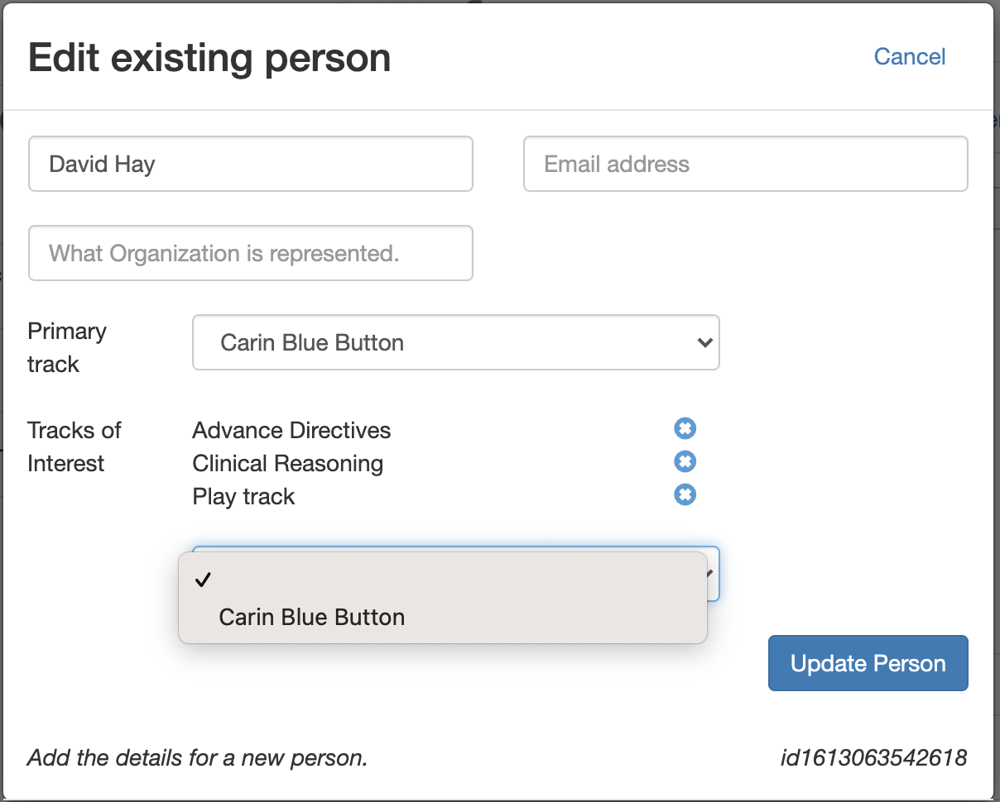 Edit existing person
Cancel
David Hay
Email address
What Organization is represented.
Primary
track
Carin Blue Button
Tracks of
Interest
Advance Directives
Clinical Reasoning
Play track
Carin Blue Button
Update Person
Add the details for a new person.
id1613063542618